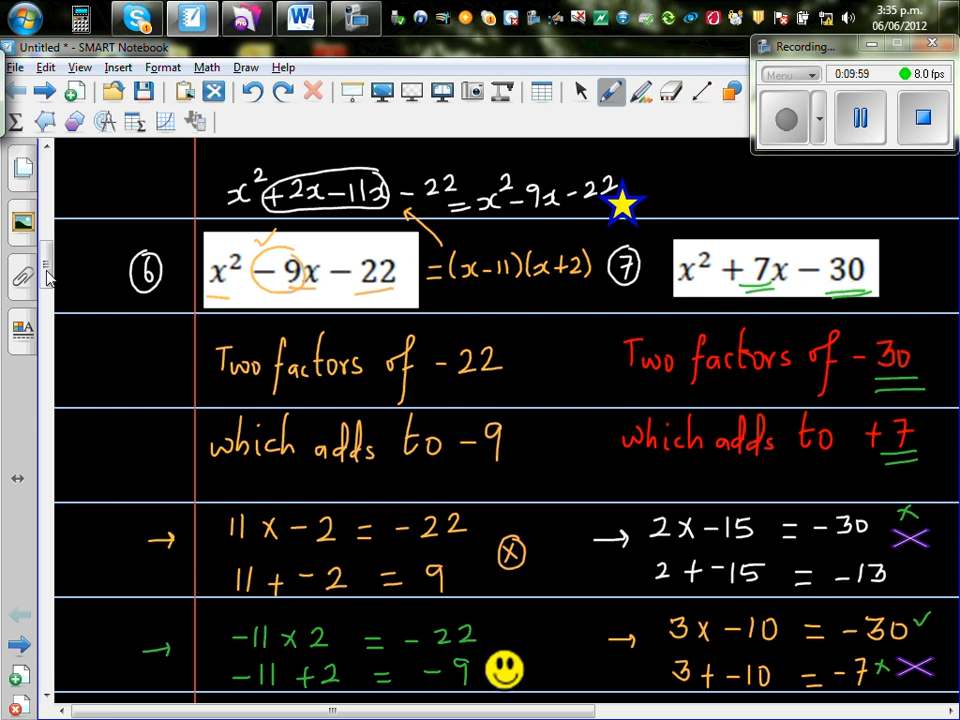 3:35 p.m.
06/06/2012
Untitled * - SMART Notebook
Recording...
File Edit View Insert Format Math Draw Help
Menu 0:09:59 8.0 fps
x² + 2x - 11x - 22 = x² - 9x - 22
⑥ x² − 9x − 22 = (x-11)(x+2) ⑦ x² + 7x − 30
Two factors of - 22
which adds to - 9
Two factors of - 30
which adds to + 7
→ 11 x - 2 = - 22
11 + - 2 = 9
→ 2 x -15 = - 30 x
2 + -15 = -13
→ -11 x 2 = - 22
-11 + 2 = - 9
→ 3 x -10 = - 30 ✓
3 + -10 = - 7 x